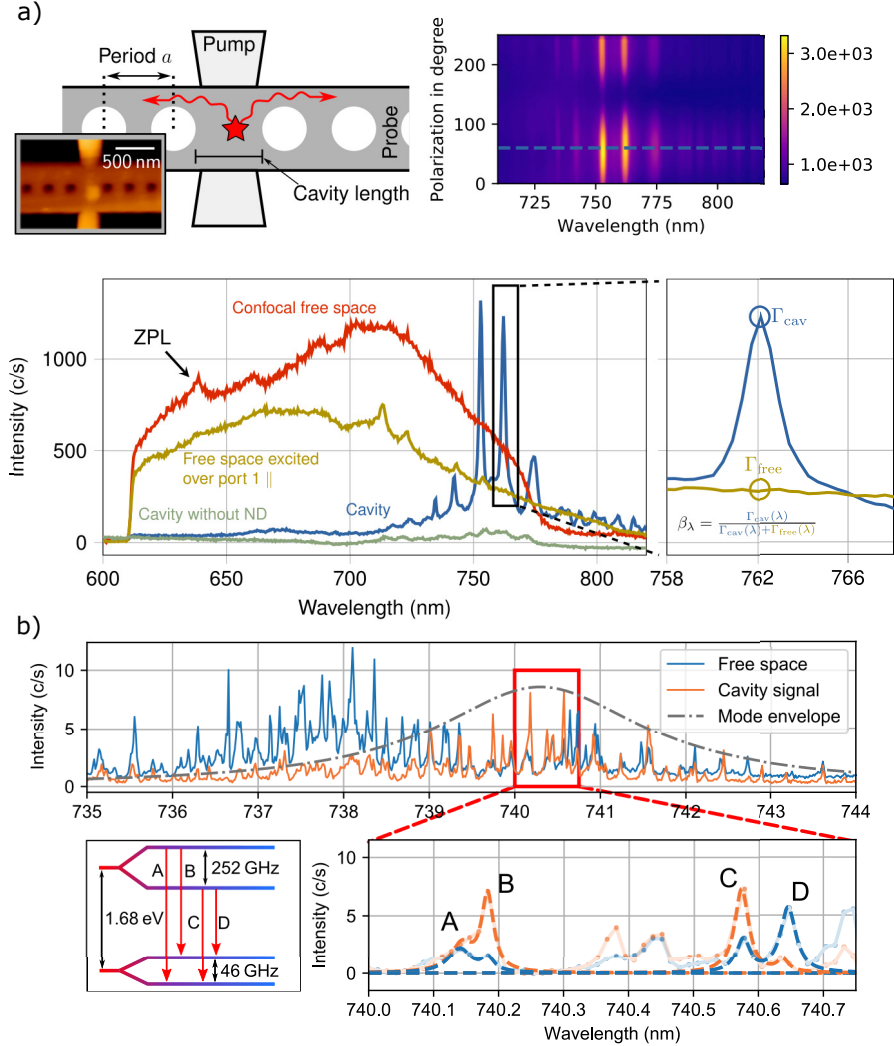 a)
Period a
Pump
Probe
500 nm
Cavity length
Polarization in degree
200
100
0
725
750
775
800
Wavelength (nm)
3.0e+03
2.0e+03
1.0e+03
Intensity (c/s)
1000
500
0
ZPL
Confocal free space
Free space excited
over port 1 ||
Cavity
Cavity without ND
600
650
700
750
800
Wavelength (nm)
Γcav
Γfree
βλ = Γcav(λ) / Γcav(λ)+Γfree(λ)
758
762
766
b)
Intensity (c/s)
10
5
0
Free space
Cavity signal
Mode envelope
735
736
737
738
739
740
741
742
743
744
A
B
252 GHz
1.68 eV
C
D
46 GHz
Intensity (c/s)
10
5
0
A
B
C
D
740.0
740.1
740.2
740.3
740.4
740.5
740.6
740.7
Wavelength (nm)